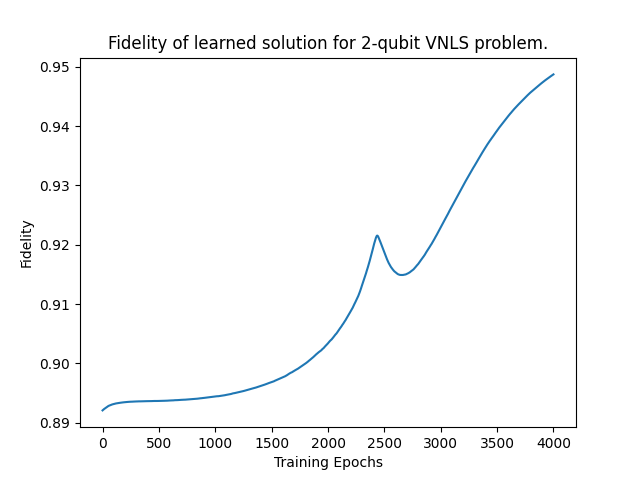 Fidelity of learned solution for 2-qubit VNLS problem.
0.95
0.94
0.93
0.92
0.91
0.90
0.89
Fidelity
0 500 1000 1500 2000 2500 3000 3500 4000
Training Epochs